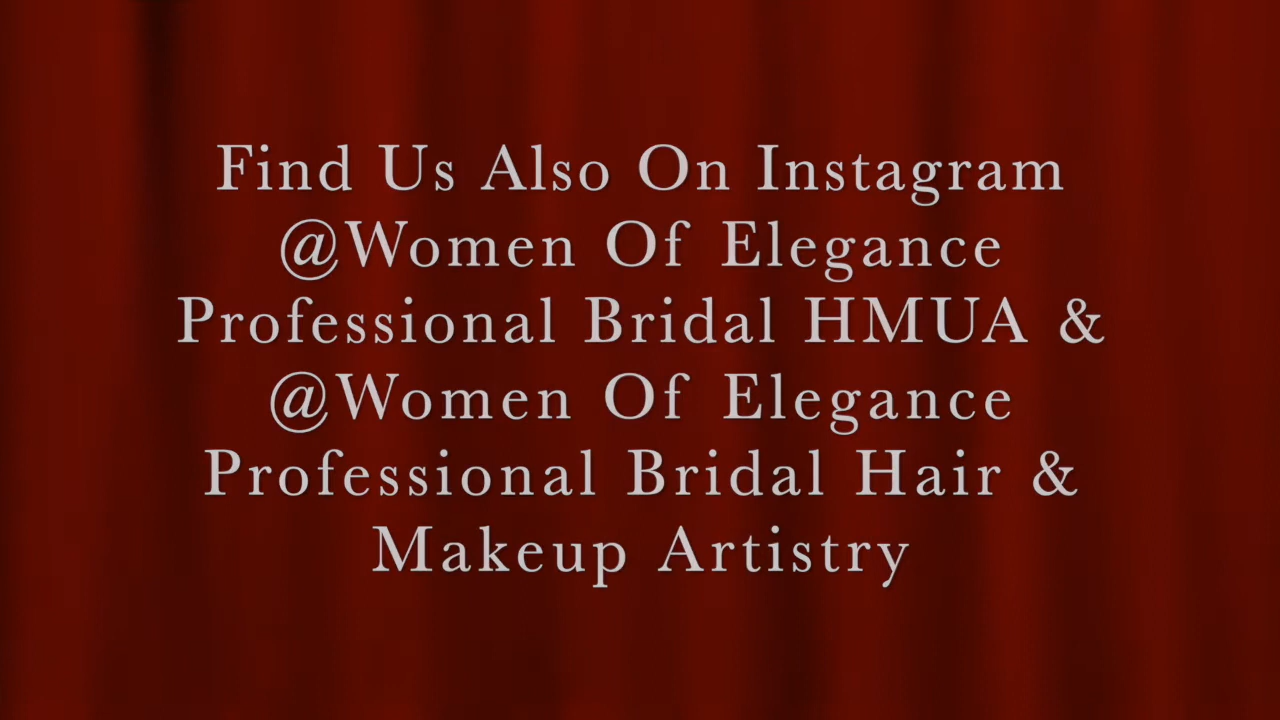 Find Us Also On Instagram
@Women Of Elegance
Professional Bridal HMUA &
@Women Of Elegance
Professional Bridal Hair &
Makeup Artistry